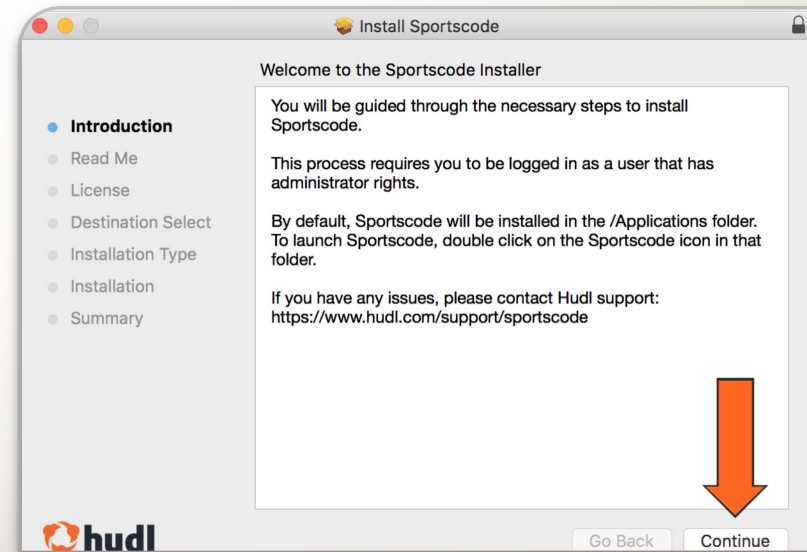 Install Sportscode
Welcome to the Sportscode Installer
Introduction
Read Me
License
Destination Select
Installation Type
Installation
Summary
You will be guided through the necessary steps to install
Sportscode.
This process requires you to be logged in as a user that has
administrator rights.
By default, Sportscode will be installed in the /Applications folder.
To launch Sportscode, double click on the Sportscode icon in that
folder.
If you have any issues, please contact Hudl support:
https://www.hudl.com/support/sportscode
hudl
Go Back
Continue